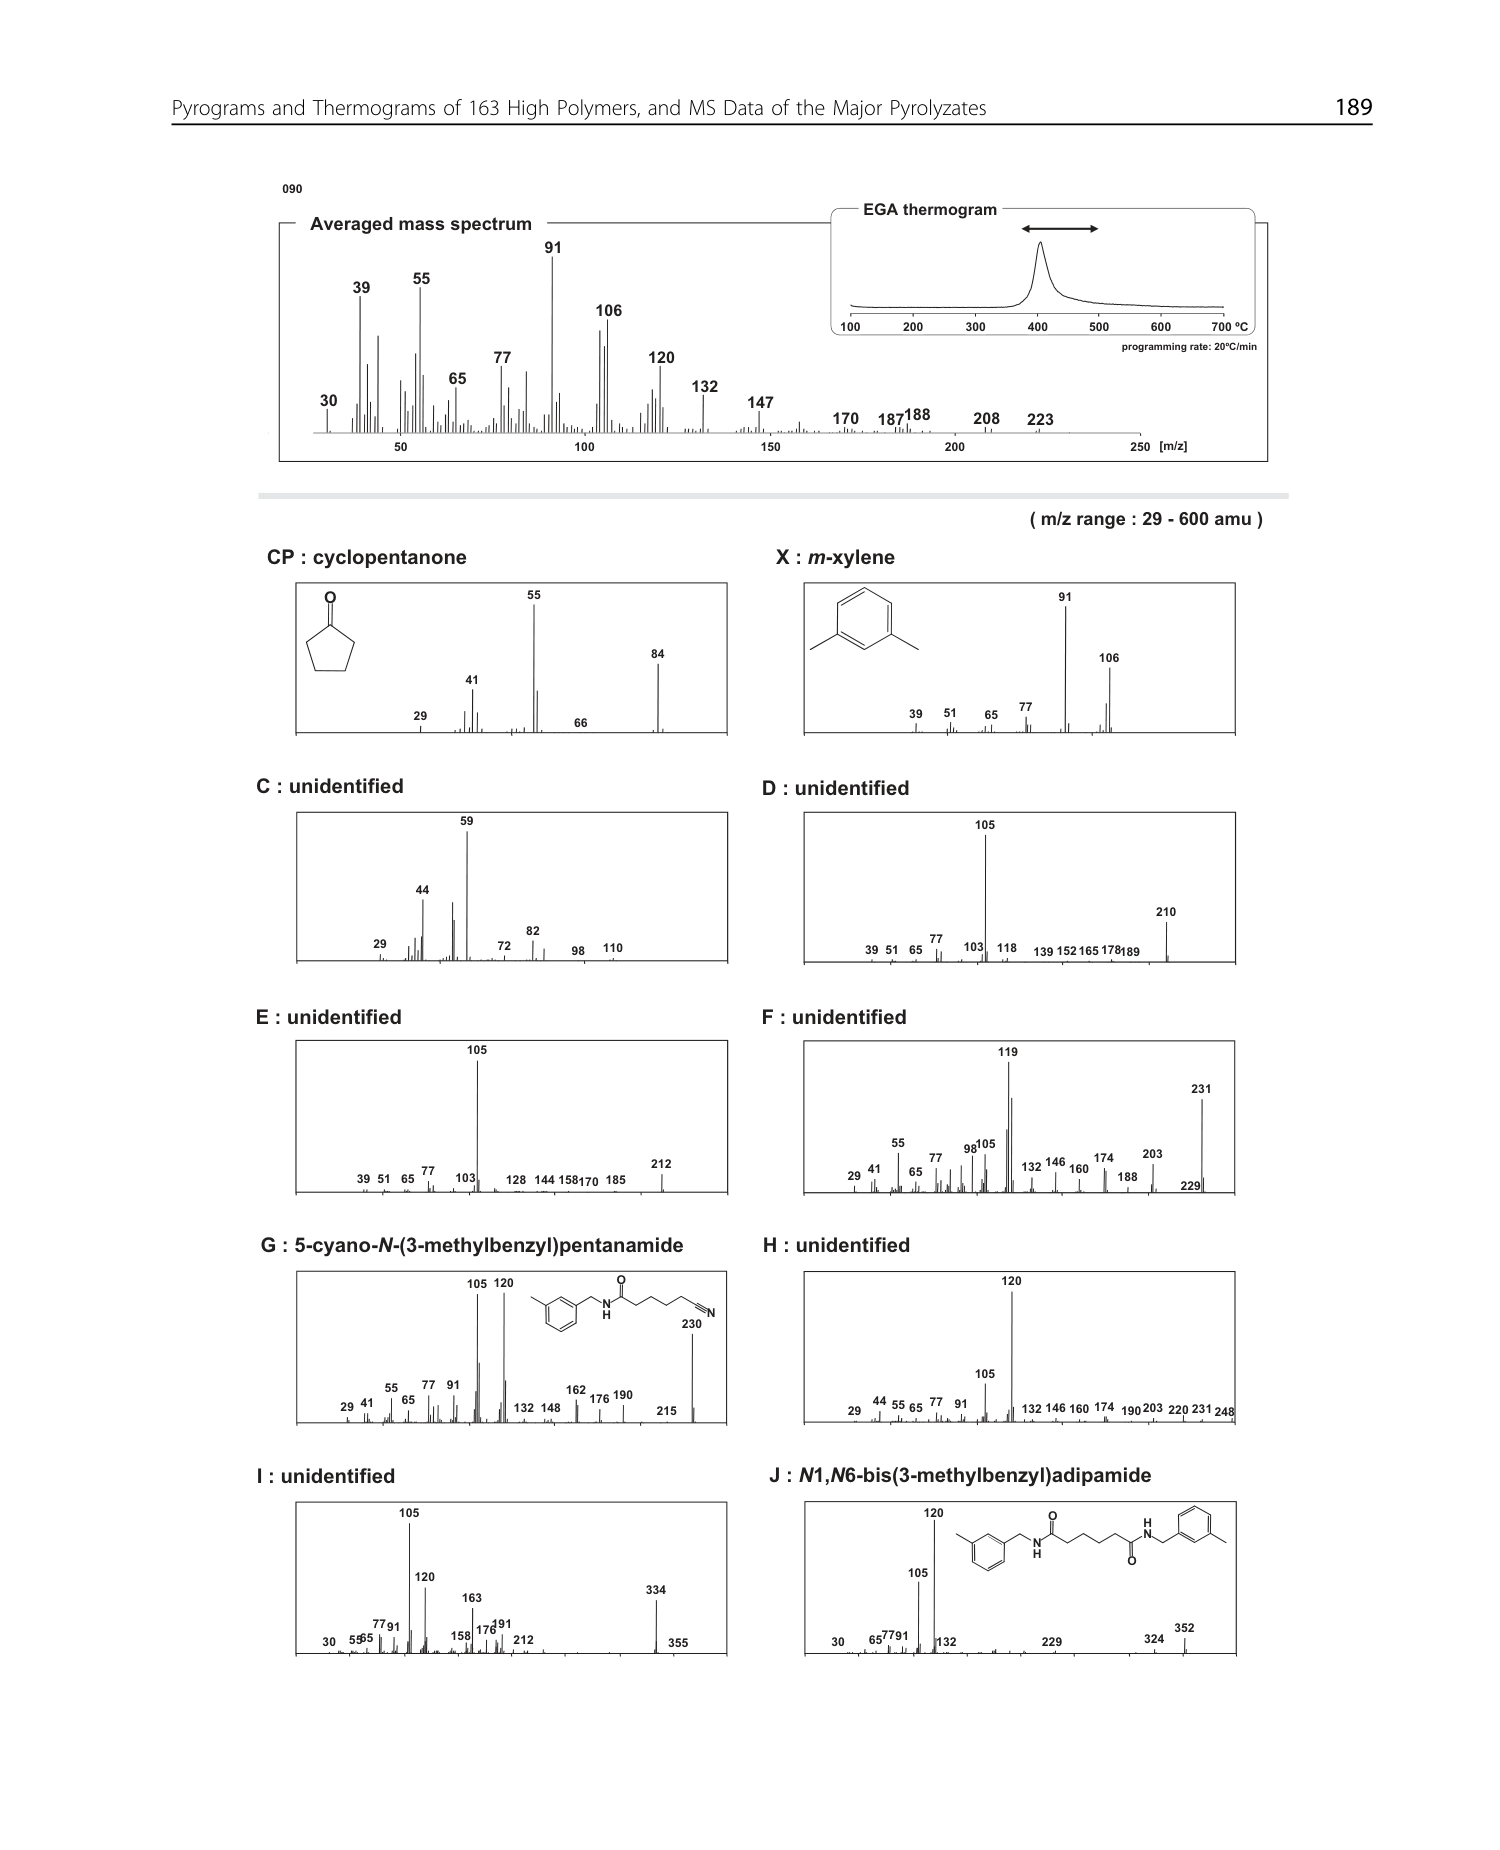 Pyrograms and Thermograms of 163 High Polymers, and MS Data of the Major Pyrolyzates 189
090
Averaged mass spectrum
EGA thermogram
100 200 300 400 500 600 700 ºC
programming rate: 20ºC/min
30 39 55 65 77 91 106 120 132 147 170 187 188 208 223
50 100 150 200 250 [m/z]
( m/z range : 29 - 600 amu )
CP : cyclopentanone
O
29 41 55 66 84
X : m-xylene
39 51 65 77 91 106
C : unidentified
29 44 59 72 82 98 110
D : unidentified
39 51 65 77 103 105 118 139 152 165 178 189 210
E : unidentified
39 51 65 77 103 105 128 144 158 170 185 212
F : unidentified
29 41 55 65 77 98 105 119 132 146 160 174 188 203 229 231
G : 5-cyano-N-(3-methylbenzyl)pentanamide
O
N
H
N
29 41 55 65 77 91 105 120 132 148 162 176 190 215 230
H : unidentified
29 44 55 65 77 91 105 120 132 146 160 174 190 203 220 231 248
I : unidentified
30 55 65 77 91 105 120 158 163 176 191 212 334 355
J : N1,N6-bis(3-methylbenzyl)adipamide
O
N
H
H
N
O
30 65 77 91 105 120 132 229 324 352